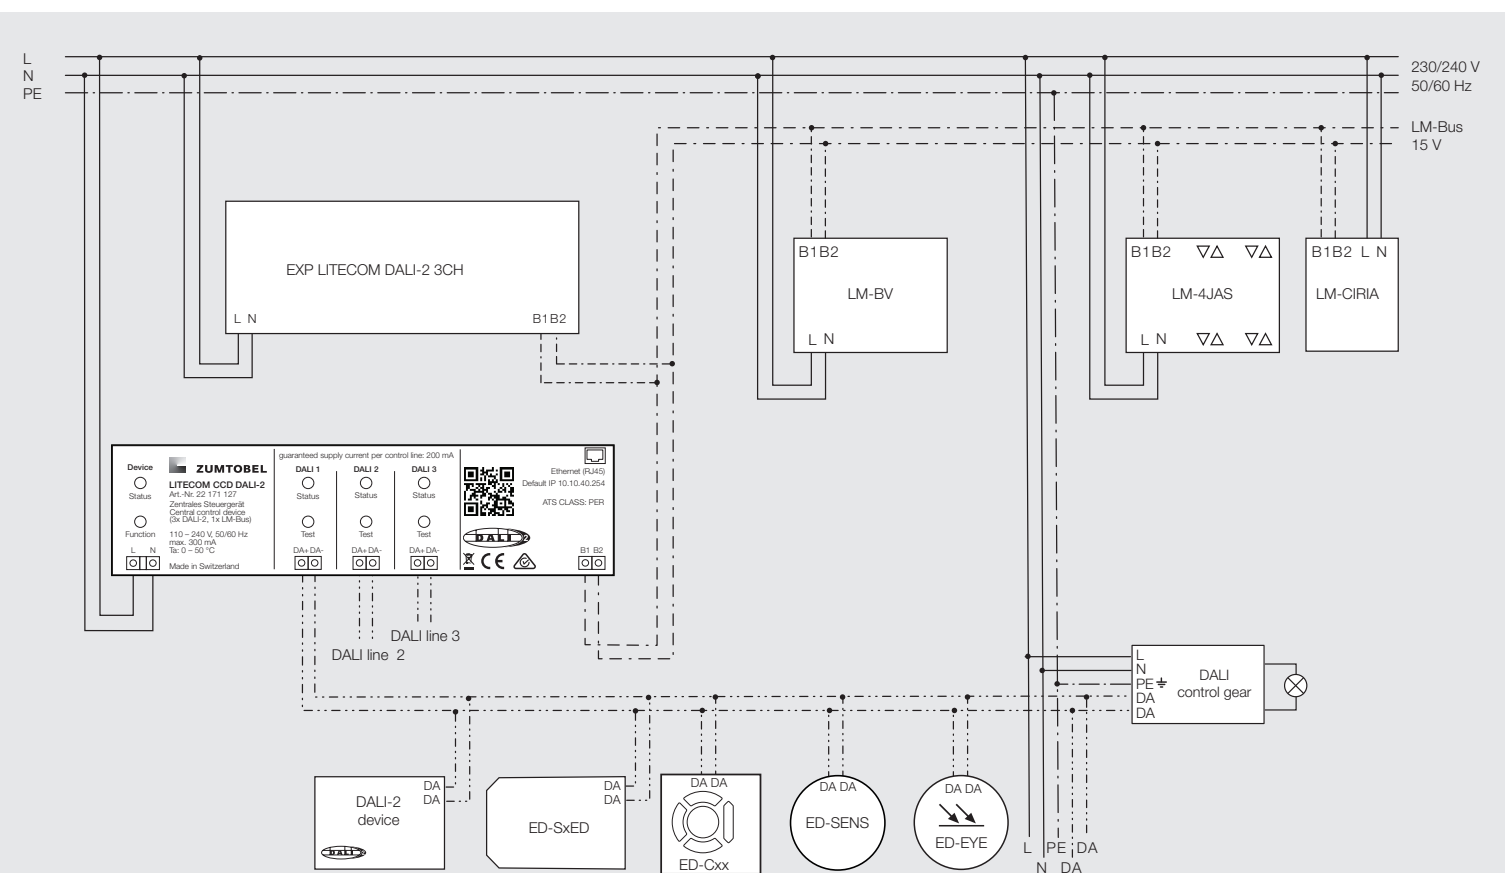 L
N
PE
230/240 V
50/60 Hz
LM-Bus
15 V
EXP LITECOM DALI-2 3CH
L N
B1B2
B1B2
LM-BV
L N
B1B2
LM-4JAS
L N
B1B2 L N
LM-CIRIA
Device
Status
Function
L N
ZUMTOBEL
LITECOM CCD DALI-2
Art.-Nr. 22 171 127
Zentrales Steuergerät
Central control device
(3x DALI-2, 1x LM-Bus)
110 – 240 V, 50/60 Hz
max. 300 mA
Ta: 0 – 50 °C
Made in Switzerland
guaranteed supply current per control line: 200 mA
DALI 1
Status
Test
DA+ DA-
DALI 2
Status
Test
DA+ DA-
DALI 3
Status
Test
DA+ DA-
Ethernet (RJ45)
Default IP 10.10.40.254
ATS CLASS: PER
DALI 2
CE
B1 B2
DALI line 3
DALI line 2
L
N
PE
DA
DA
DALI
control gear
DA
DA
DALI-2
device
DALI 2
DA
DA
ED-SxED
DA DA
ED-Cxx
DA DA
ED-SENS
DA DA
ED-EYE
L PE DA
N DA